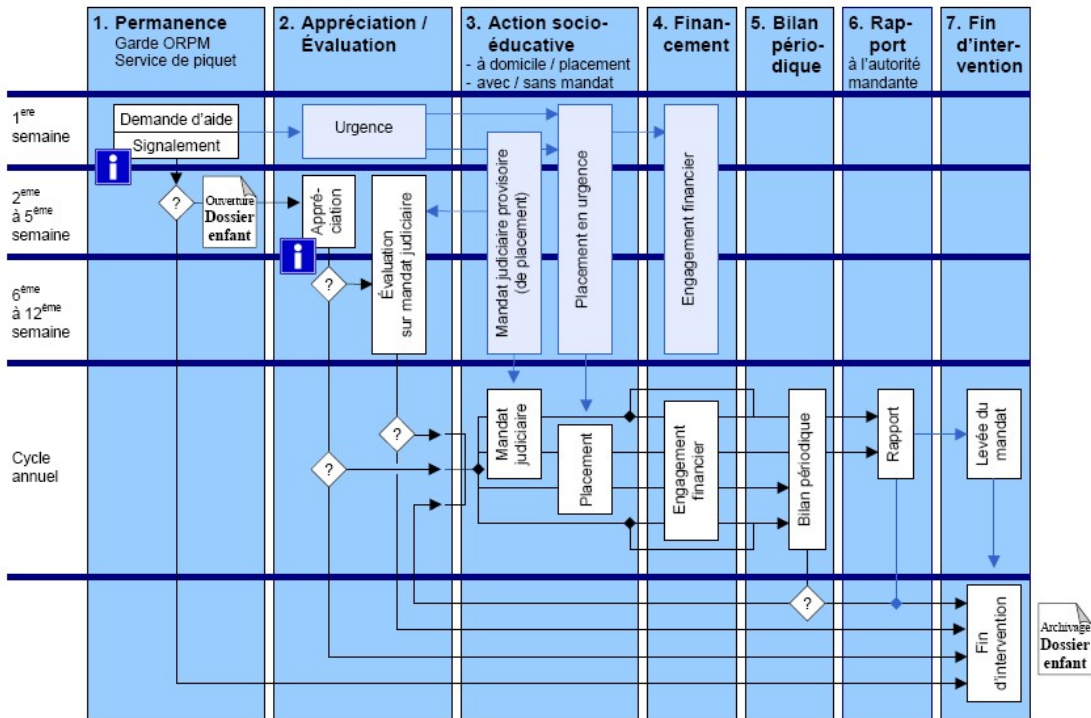 1. Permanence
Garde ORPM
Service de piquet
2. Appréciation /
Évaluation
3. Action socio-
éducative
- à domicile / placement
- avec / sans mandat
4. Finan-
cement
5. Bilan
pério-
dique
6. Rap-
port
à l'autorité
mandante
7. Fin
d'inter-
vention
1ere
semaine
Demande d'aide
Signalement
i
Urgence
Mandat judiciaire provisoire
(de placement)
Placement en urgence
Engagement financier
2eme
à 5ème
semaine
?
Ouverture
Dossier
enfant
Appré-
ciation
i
Évaluation
sur mandat judiciaire
6ème
à 12ème
semaine
?
Cycle
annuel
?
?
Mandat
judiciaire
Placement
Engagement
financier
Bilan périodique
Rapport
Levée du
mandat
?
Fin
d'intervention
Archivage
Dossier
enfant